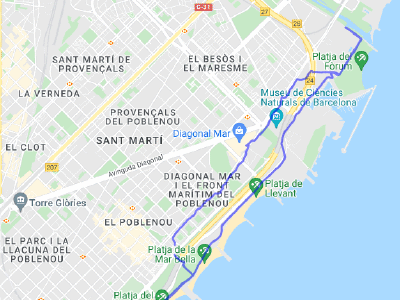 C-31
27
27
SANT MARTÍ DE
PROVENÇALS
EL BESÒS I
EL MARESME
Platja del
Fòrum
24
LA VERNEDA
Museu de Ciències
Naturals de Barcelona
PROVENÇALS
DEL POBLENOU
Diagonal Mar
SANT MARTÍ
EL CLOT
207
Avinguda Diagonal
DIAGONAL MAR
I EL FRONT
MARÍTIM DEL
POBLENOU
Platja de
Llevant
Torre Glòries
EL POBLENOU
EL PARC I LA
LLACUNA DEL
POBLENOU
Platja de la
Mar Bella
Platja del